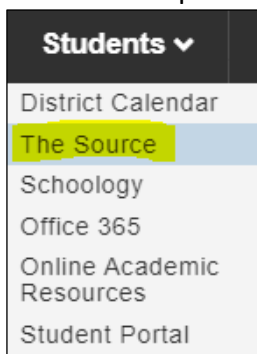 Students
District Calendar
The Source
Schoology
Office 365
Online Academic
Resources
Student Portal